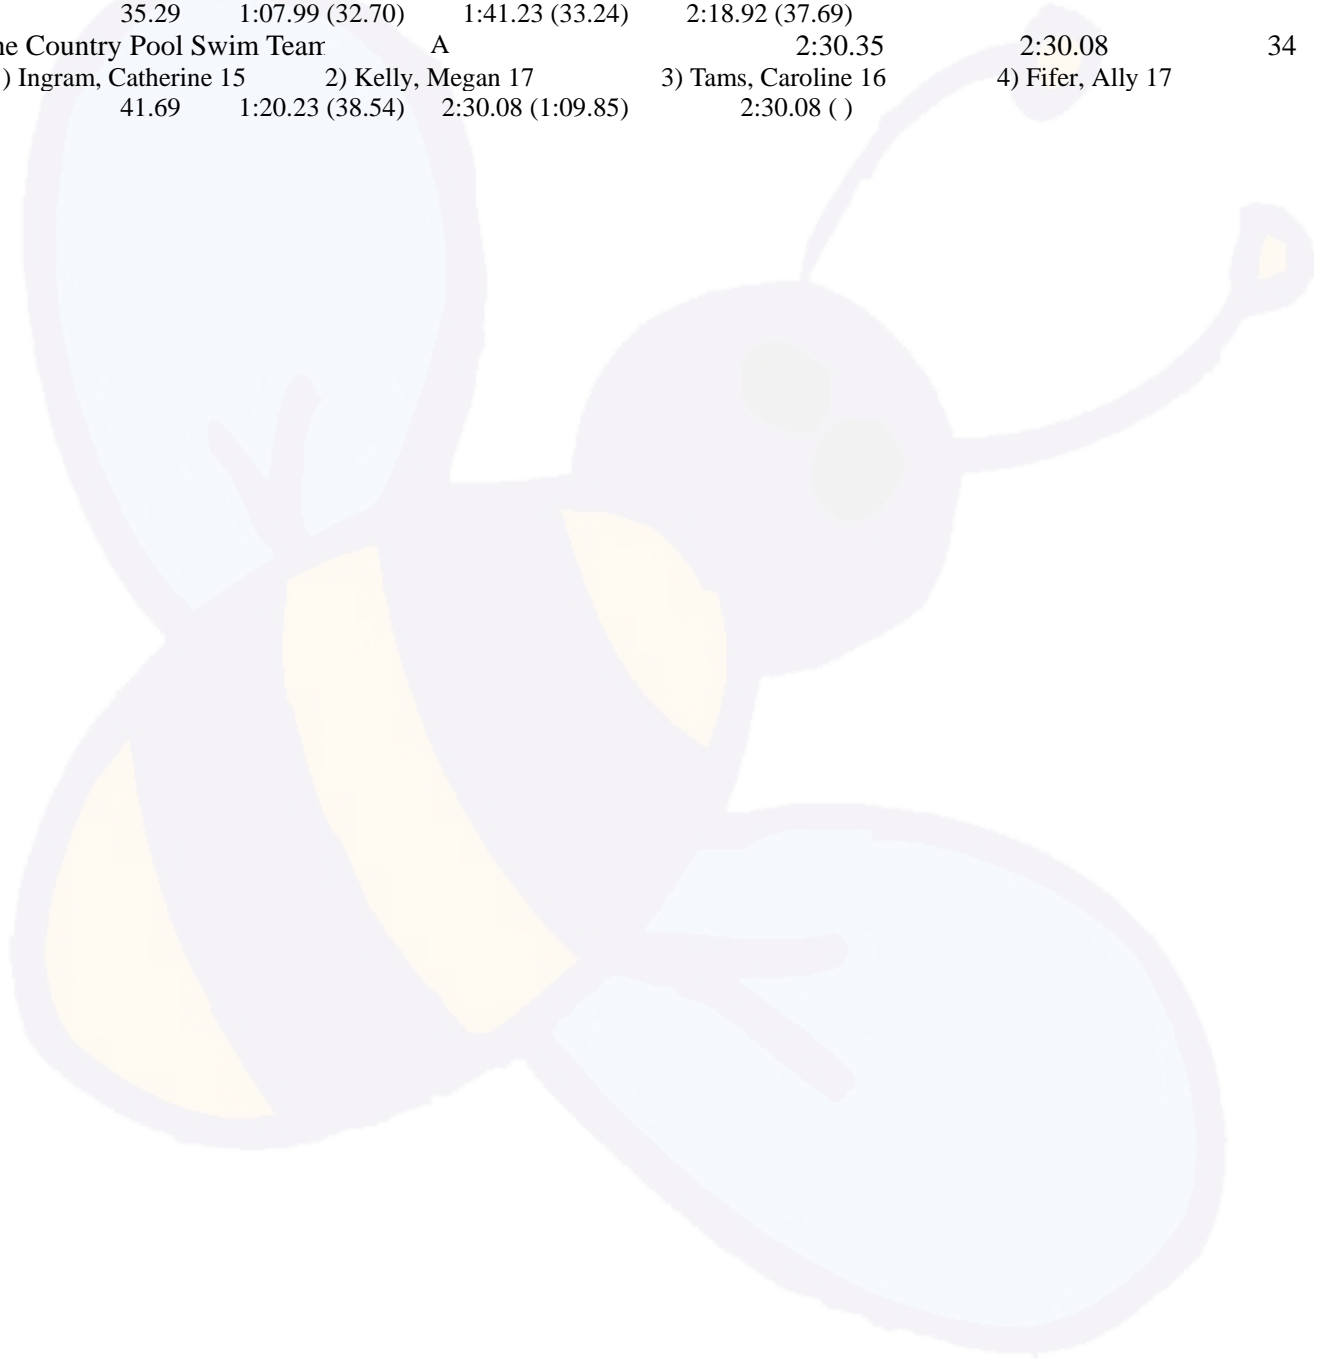 35.29 1:07.99 (32.70) 1:41.23 (33.24) 2:18.92 (37.69)
Country Pool Swim Team A 2:30.35 2:30.08 34
) Ingram, Catherine 15 2) Kelly, Megan 17 3) Tams, Caroline 16 4) Fifer, Ally 17
41.69 1:20.23 (38.54) 2:30.08 (1:09.85) 2:30.08 ( )